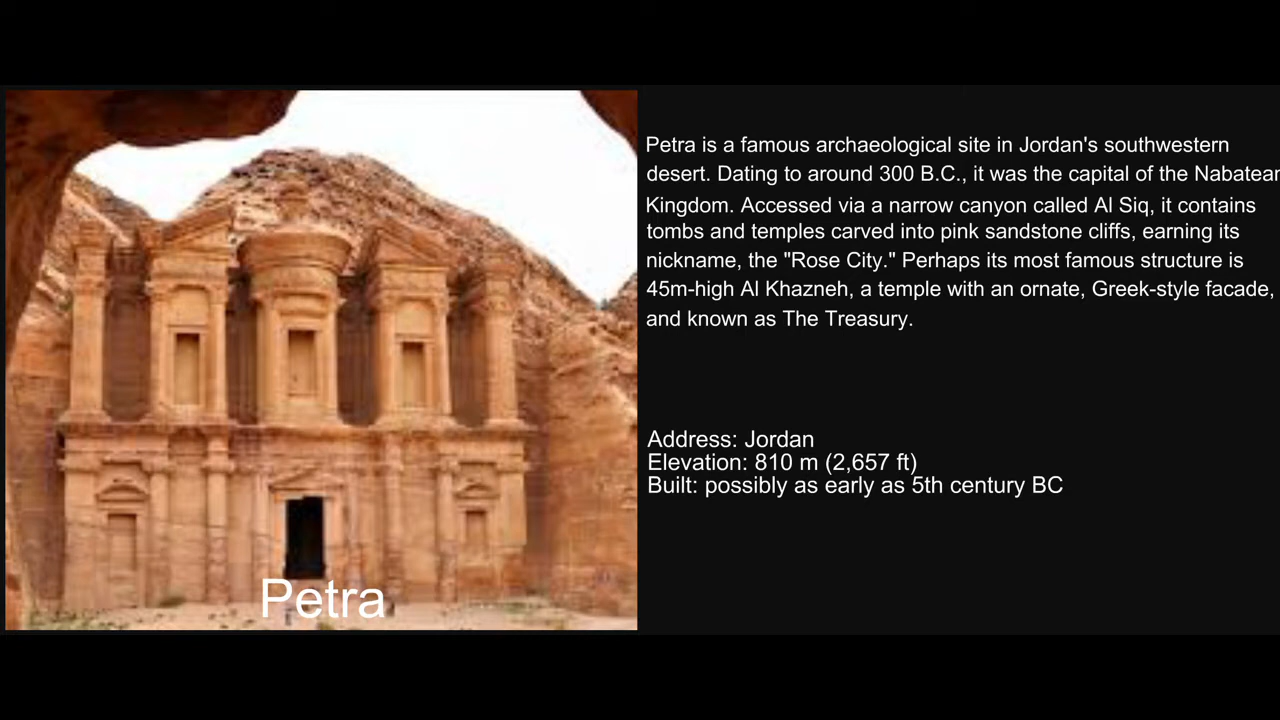 Petra is a famous archaeological site in Jordan's southwestern
desert. Dating to around 300 B.C., it was the capital of the Nabatean
Kingdom. Accessed via a narrow canyon called Al Siq, it contains
tombs and temples carved into pink sandstone cliffs, earning its
nickname, the "Rose City." Perhaps its most famous structure is
45m-high Al Khazneh, a temple with an ornate, Greek-style facade,
and known as The Treasury.
Address: Jordan
Elevation: 810 m (2,657 ft)
Built: possibly as early as 5th century BC
Petra